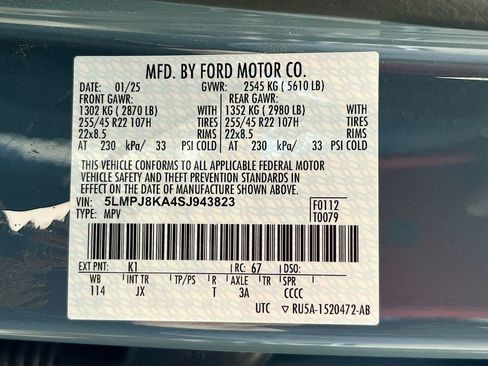 MFD. BY FORD MOTOR CO.
DATE: 01/25 GVWR: 2545 KG ( 5610 LB)
FRONT GAWR: REAR GAWR:
1302 KG ( 2870 LB) WITH 1352 KG ( 2980 LB) WITH
255/45 R22 107H TIRES 255/45 R22 107H TIRES
22x8.5 RIMS 22x8.5 RIMS
AT 230 kPa/ 33 PSI COLD AT 230 kPa/ 33 PSI COLD
THIS VEHICLE CONFORMS TO ALL APPLICABLE FEDERAL MOTOR
VEHICLE SAFETY AND THEFT PREVENTION STANDARDS IN
EFFECT ON THE DATE OF MANUFACTURE SHOWN ABOVE.
VIN: 5LMPJ8KA4SJ943823 F0112
TYPE: MPV T0079
EXT PNT: K1 RC: 67 DSO:
WB INT TR TP/PS R AXLE TR SPR
114 JX T 3A CCCC
UTC ▽RU5A-1520472-AB